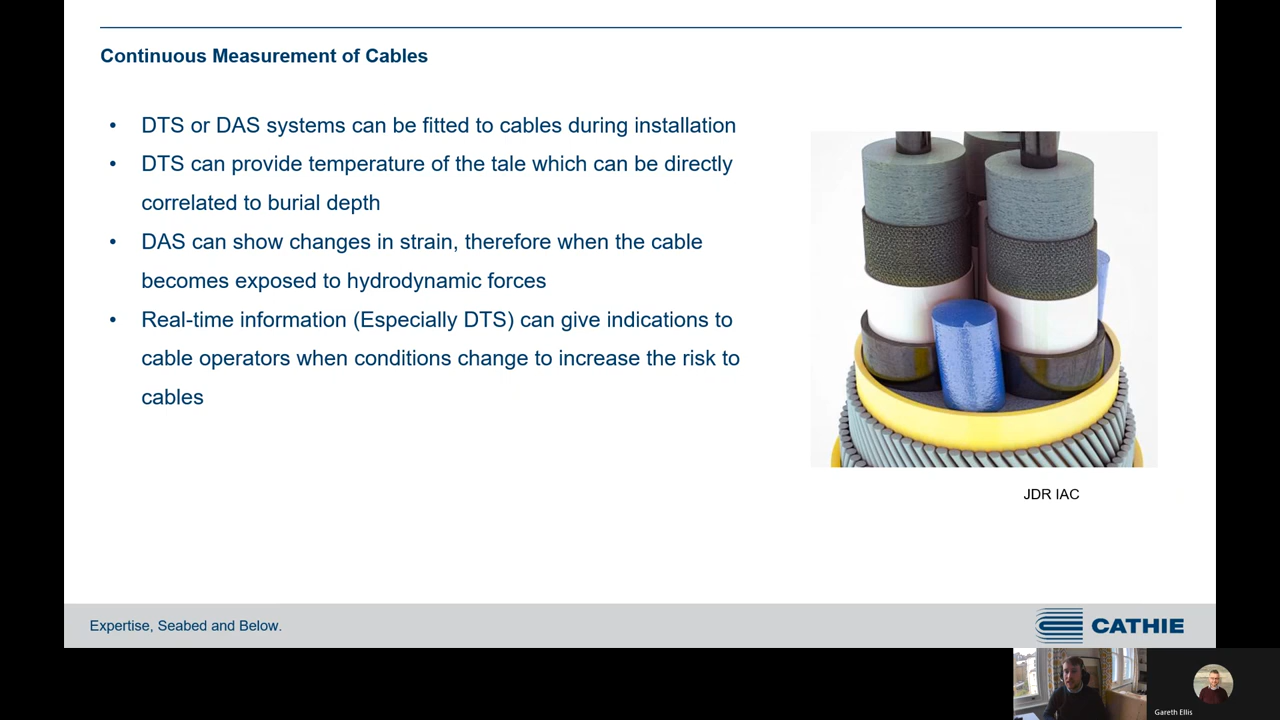 Continuous Measurement of Cables
• DTS or DAS systems can be fitted to cables during installation
• DTS can provide temperature of the tale which can be directly
correlated to burial depth
• DAS can show changes in strain, therefore when the cable
becomes exposed to hydrodynamic forces
• Real-time information (Especially DTS) can give indications to
cable operators when conditions change to increase the risk to
cables
JDR IAC
Expertise, Seabed and Below.
CATHIE
Gareth Ellis